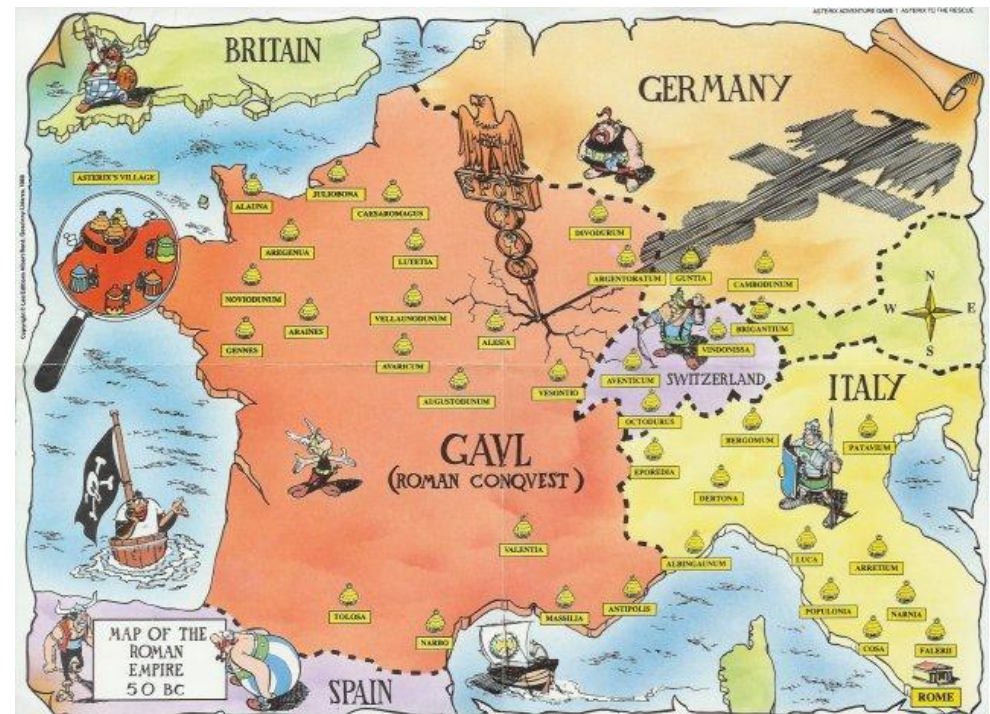 ASTERIX ADVENTURE GAME 1 ASTERIX TO THE RESCUE
BRITAIN
GERMANY
ASTERIX'S VILLAGE
ALAUNA
JULIOBONA
CAESAROMAGUS
SPQR
AREGENUA
LUTETIA
DIVODURUM
ARGENTORATUM
GUNTIA
CAMBODUNUM
NOVIODUNUM
ARAINES
VELLAUNODUNUM
GENNES
ALESIA
BRIGANTIUM
VINDONISSA
N
W
E
S
AVARICUM
AUGUSTODUNUM
VESONTIO
AVENTICUM
SWITZERLAND
ITALY
OCTODURUS
BERGOMUM
PATAVIUM
GAVL
(ROMAN CONQVEST)
EPOREDIA
DERTONA
VALENTIA
ALBINGAUNUM
LUCA
ARRETIUM
TOLOSA
NARBO
MASSILIA
ANTIPOLIS
POPULONIA
NARNIA
COSA
FALERII
ROME
MAP OF THE
ROMAN
EMPIRE
50 BC
SPAIN